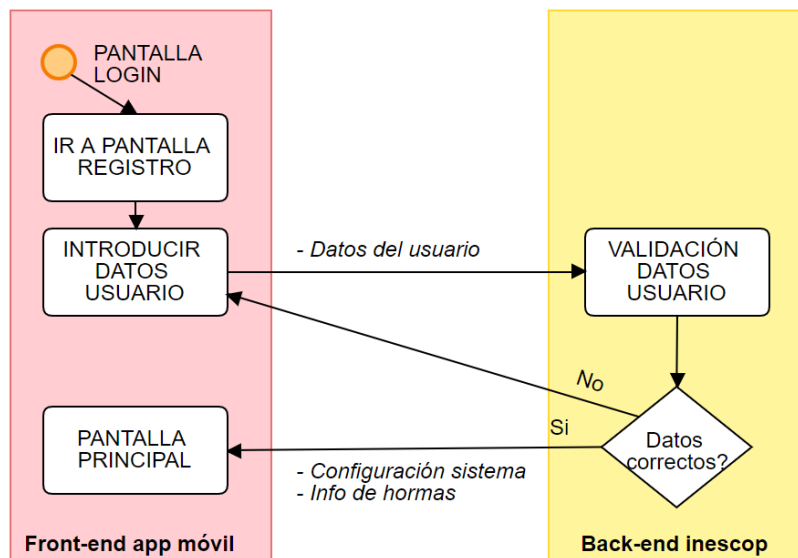 PANTALLA
LOGIN
IR A PANTALLA
REGISTRO
INTRODUCIR
DATOS
USUARIO
- Datos del usuario
VALIDACIÓN
DATOS
USUARIO
No
Si
Datos
correctos?
PANTALLA
PRINCIPAL
- Configuración sistema
- Info de hormas
Front-end app móvil
Back-end inescop